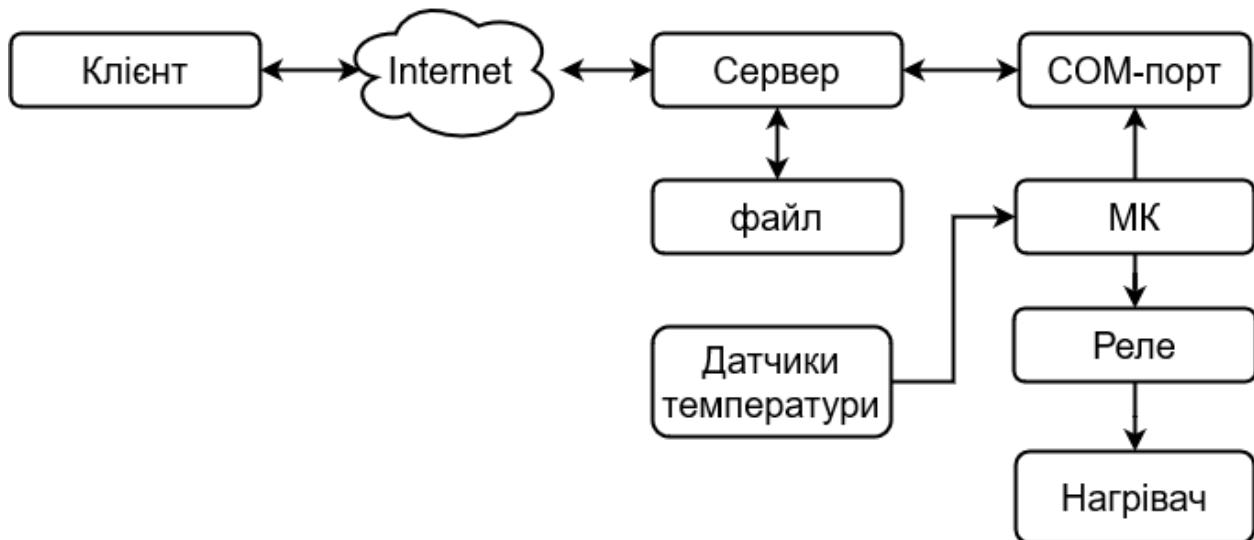 Клієнт
Internet
Сервер
COM-порт
файл
МК
Датчики
температури
Реле
Нагрівач